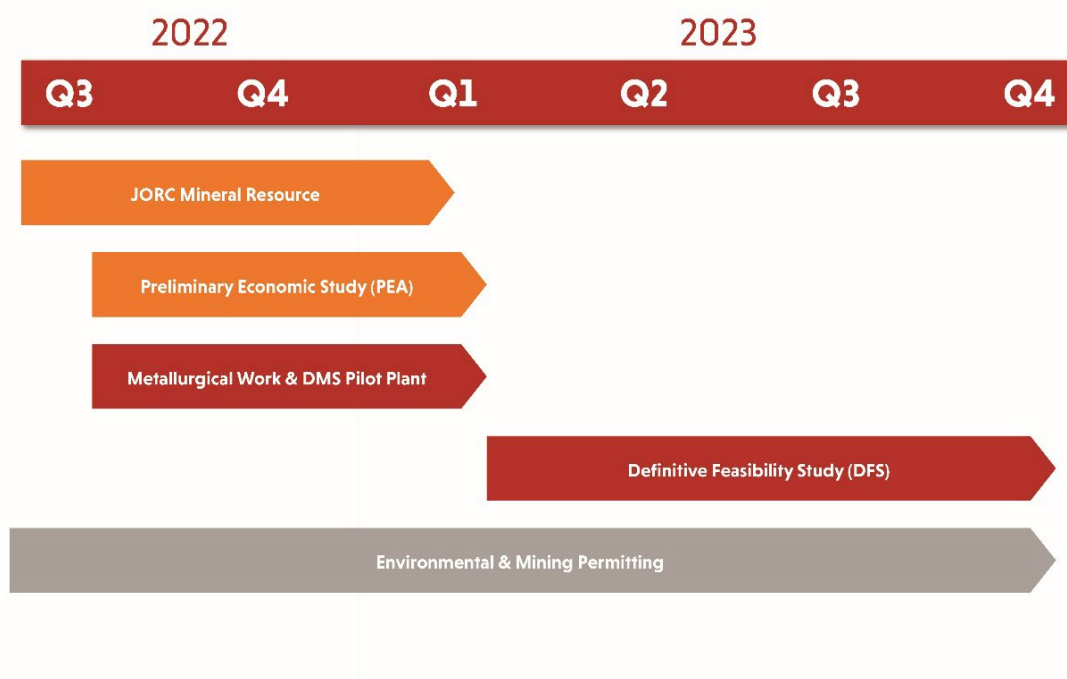 2022 2023
Q3 Q4 Q1 Q2 Q3 Q4
JORC Mineral Resource
Preliminary Economic Study (PEA)
Metallurgical Work & DMS Pilot Plant
Definitive Feasibility Study (DFS)
Environmental & Mining Permitting